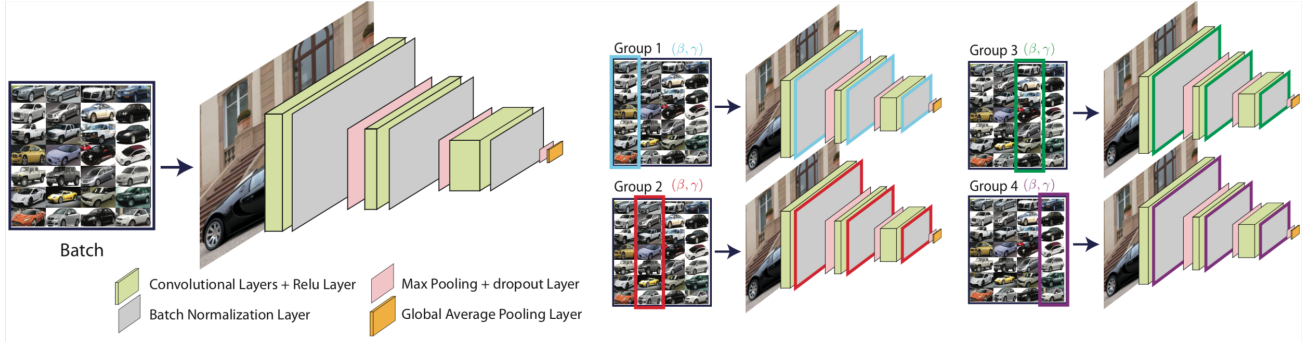 Batch
Convolutional Layers + Relu Layer
Max Pooling + dropout Layer
Batch Normalization Layer
Global Average Pooling Layer
Group 1 (β, γ)
Group 2 (β, γ)
Group 3 (β, γ)
Group 4 (β, γ)